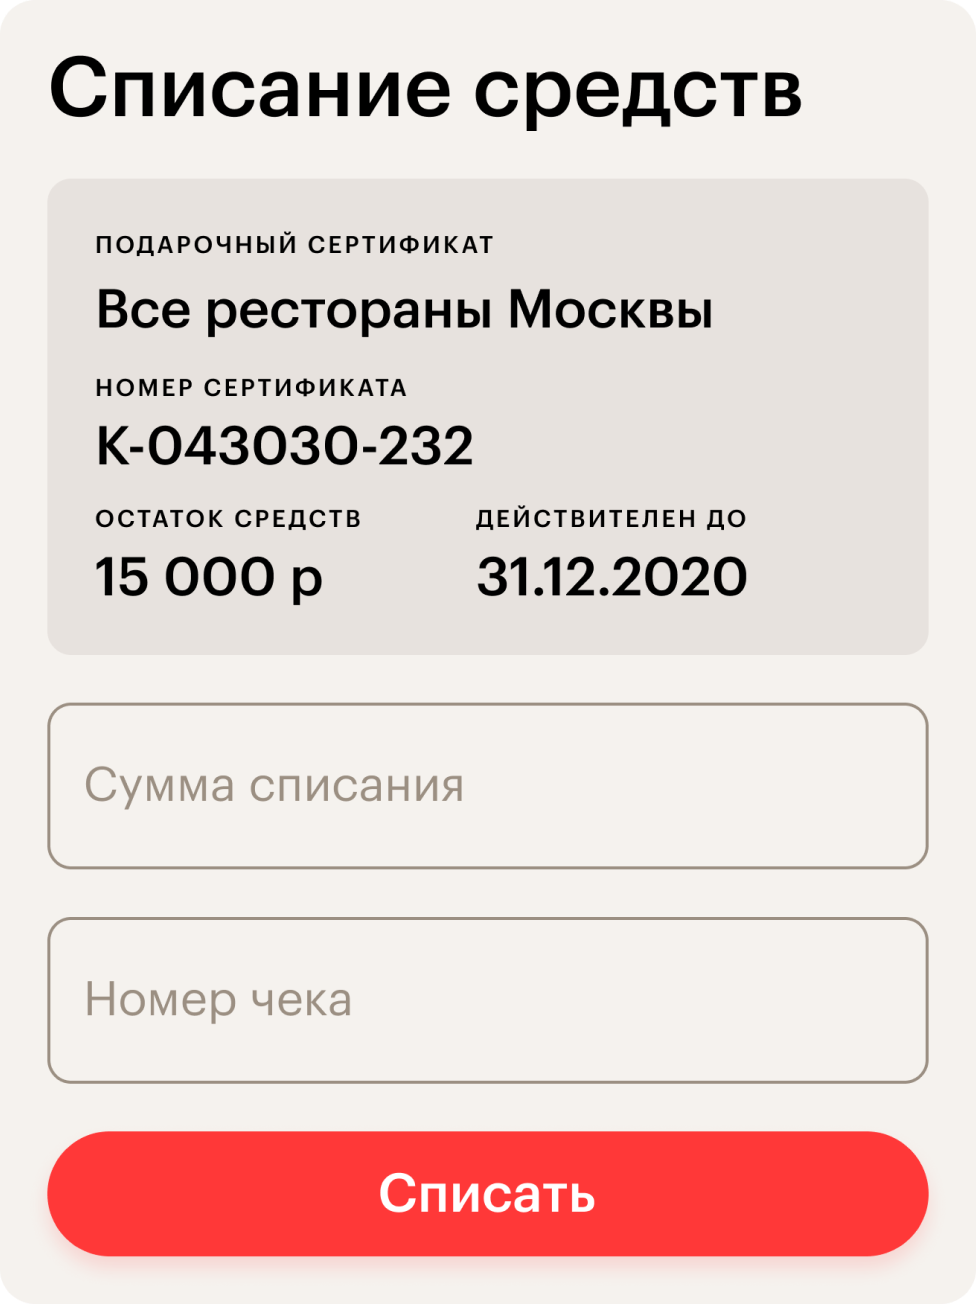 Списание средств
ПОДАРОЧНЫЙ СЕРТИФИКАТ
Все рестораны Москвы
НОМЕР СЕРТИФИКАТА
К-043030-232
ОСТАТОК СРЕДСТВ
15 000 р
ДЕЙСТВИТЕЛЕН ДО
31.12.2020
Сумма списания
Номер чека
Списать